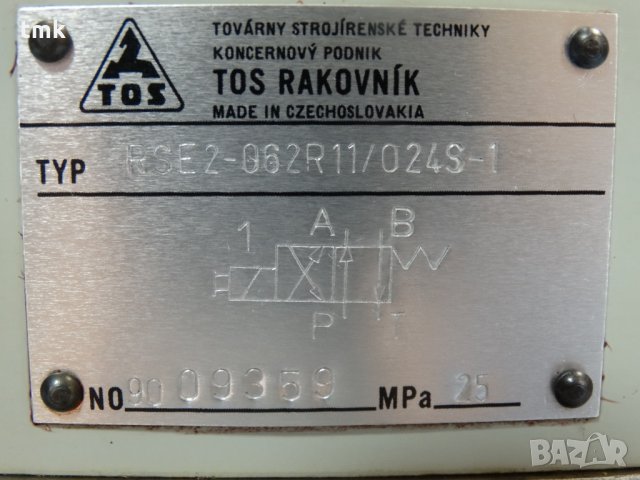 tmk
TOS
TOVÁRNY STROJÍRENSKÉ TECHNIKY
KONCERNOVÝ PODNIK
TOS RAKOVNÍK
MADE IN CZECHOSLOVAKIA
TYP RSE2-062R11/024S-1
1 A B
P T
NO 90 09359 MPa 25
BAZAR